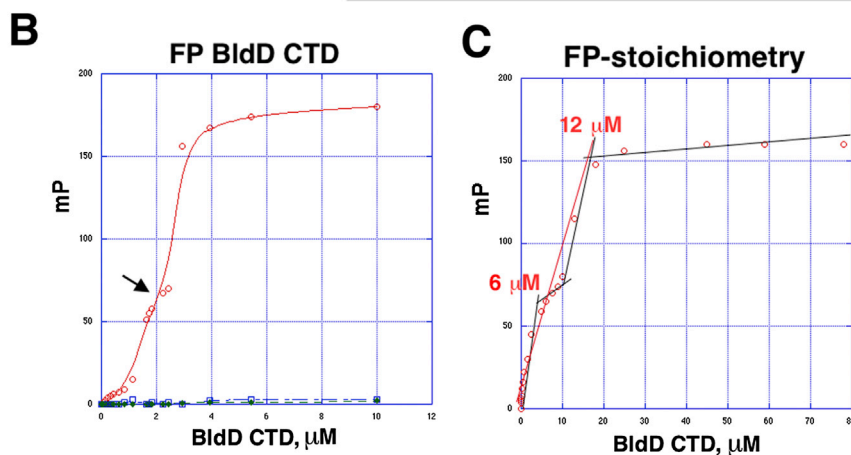 B
FP BldD CTD
200
150
100
50
0
mP
0 2 4 6 8 10 12
BldD CTD, μM
C
FP-stoichiometry
200
150
100
50
0
mP
12 μM
6 μM
0 10 20 30 40 50 60 70 80
BldD CTD, μM